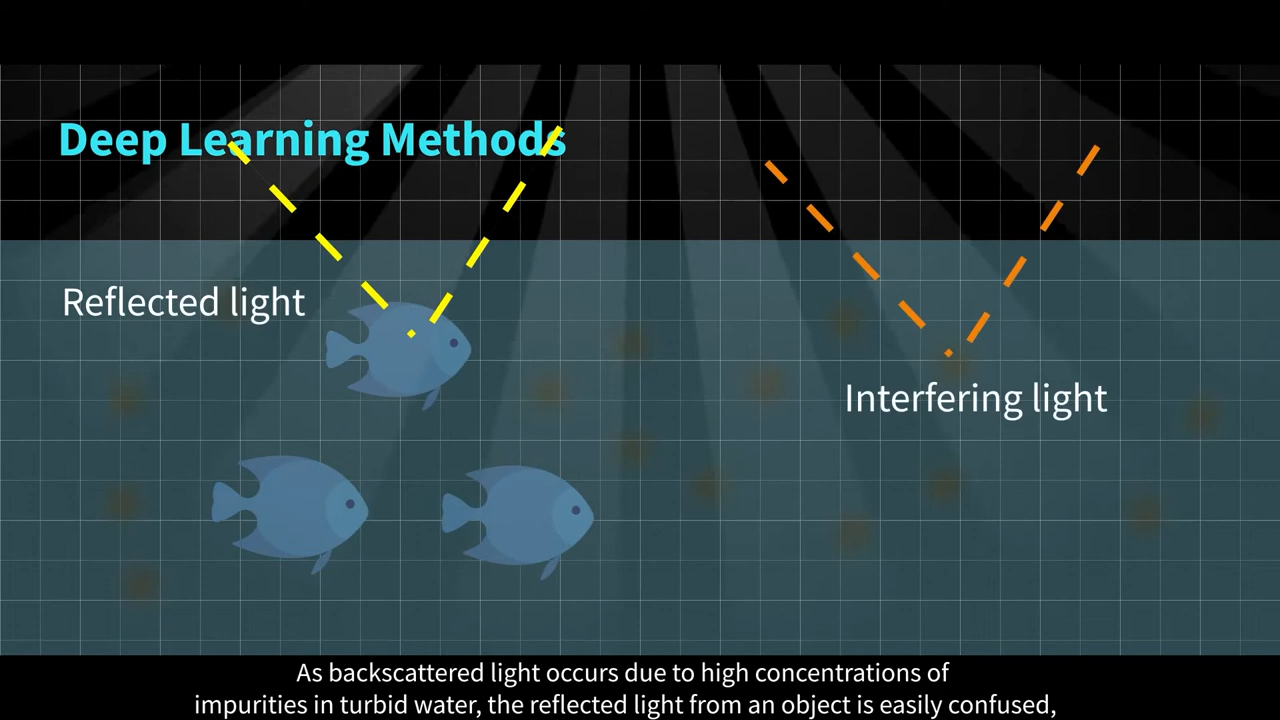 Deep Learning Methods
Reflected light
Interfering light
As backscattered light occurs due to high concentrations of
impurities in turbid water, the reflected light from an object is easily confused,